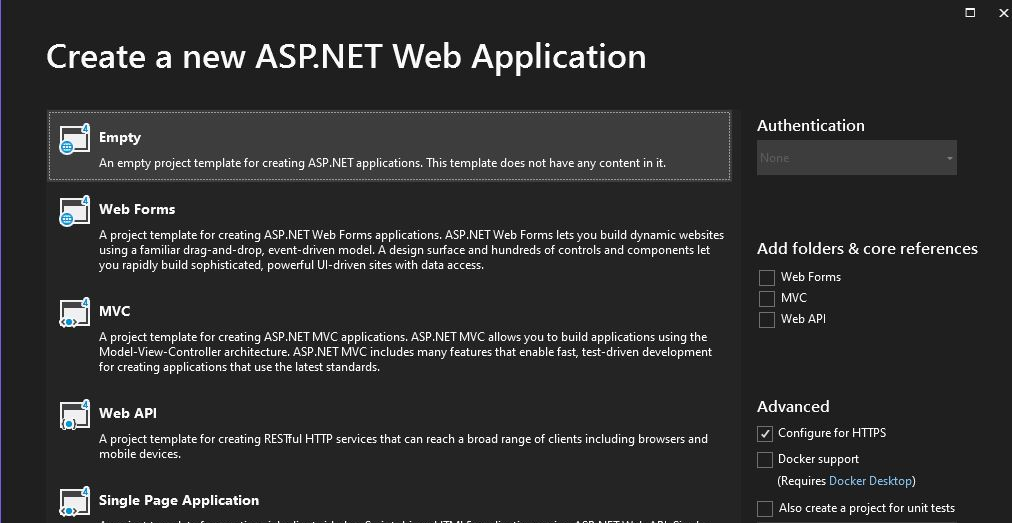 Create a new ASP.NET Web Application
Empty
An empty project template for creating ASP.NET applications. This template does not have any content in it.
Web Forms
A project template for creating ASP.NET Web Forms applications. ASP.NET Web Forms lets you build dynamic websites
using a familiar drag-and-drop, event-driven model. A design surface and hundreds of controls and components let
you rapidly build sophisticated, powerful UI-driven sites with data access.
MVC
A project template for creating ASP.NET MVC applications. ASP.NET MVC allows you to build applications using the
Model-View-Controller architecture. ASP.NET MVC includes many features that enable fast, test-driven development
for creating applications that use the latest standards.
Web API
A project template for creating RESTful HTTP services that can reach a broad range of clients including browsers and
mobile devices.
Single Page Application
Authentication
None
Add folders & core references
Web Forms
MVC
Web API
Advanced
Configure for HTTPS
Docker support
(Requires Docker Desktop)
Also create a project for unit tests